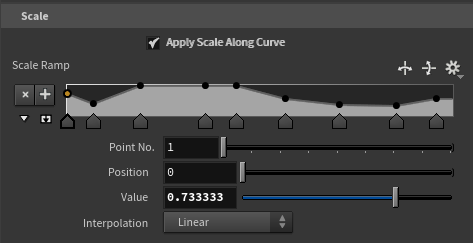 Scale
Apply Scale Along Curve
Scale Ramp
Point No. 1
Position 0
Value 0.733333
Interpolation Linear